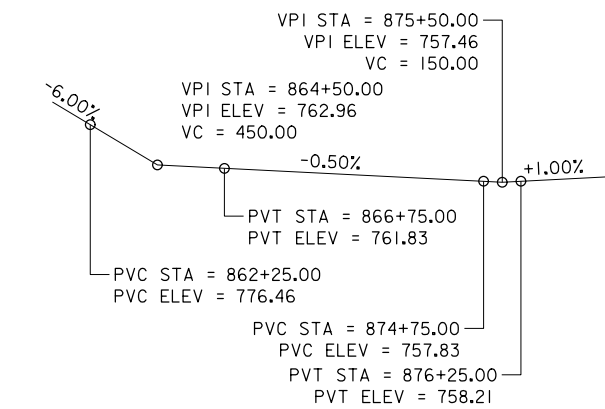 VPI STA = 875+50.00
VPI ELEV = 757.46
VC = 150.00
-6.00%
VPI STA = 864+50.00
VPI ELEV = 762.96
VC = 450.00
-0.50%
+1.00%
PVT STA = 866+75.00
PVT ELEV = 761.83
PVC STA = 862+25.00
PVC ELEV = 776.46
PVC STA = 874+75.00
PVC ELEV = 757.83
PVT STA = 876+25.00
PVT ELEV = 758.21